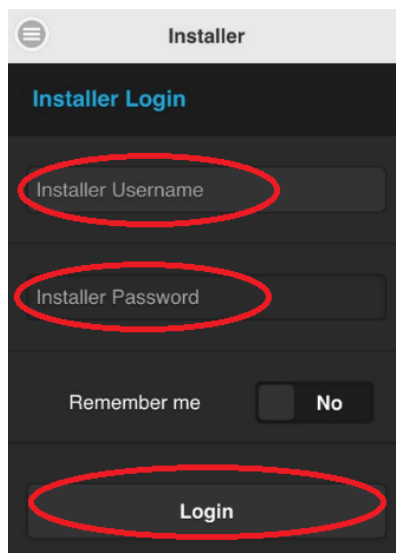 Installer
Installer Login
Installer Username
Installer Password
Remember me No
Login